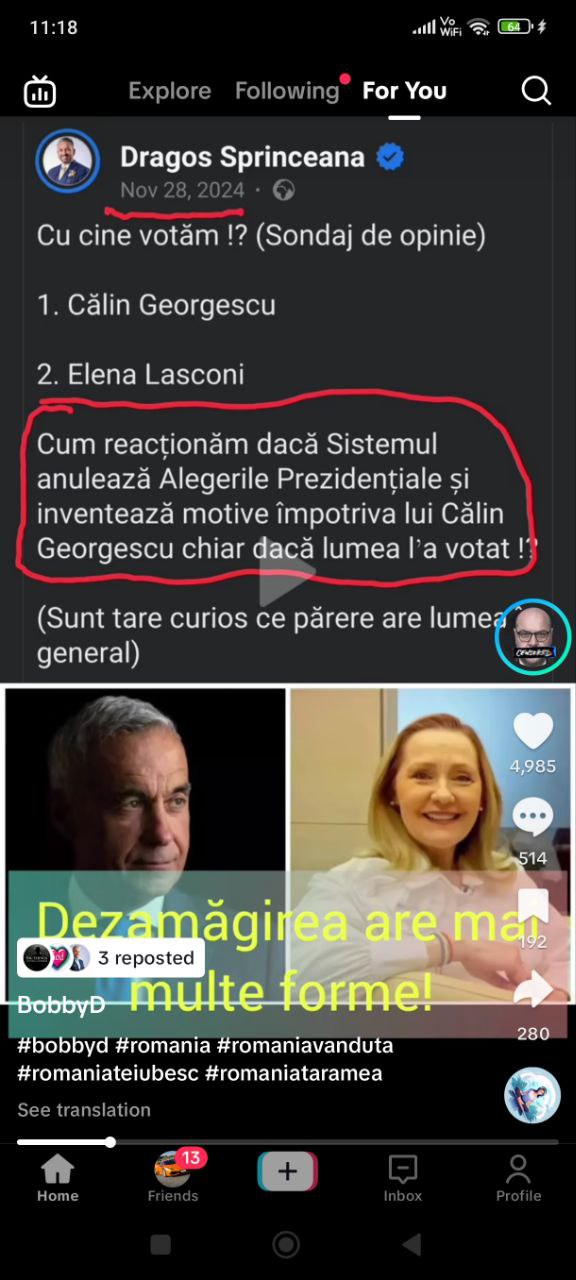 11:18
Vo
WiFi
64
Explore Following For You
Dragos Sprinceana
Nov 28, 2024 ·
Cu cine votăm !? (Sondaj de opinie)
1. Călin Georgescu
2. Elena Lasconi
Cum reacționăm dacă Sistemul
anulează Alegerile Prezidențiale și
inventează motive împotriva lui Călin
Georgescu chiar dacă lumea l'a votat !?
(Sunt tare curios ce părere are lumea în
general)
CENSORED
4,985
514
Dezamăgirea are mai
192
3 reposted
multe forme!
BobbyD
280
#bobbyd #romania #romaniavanduta
#romaniateiubesc #romaniataramea
See translation
13
Home Friends Inbox Profile